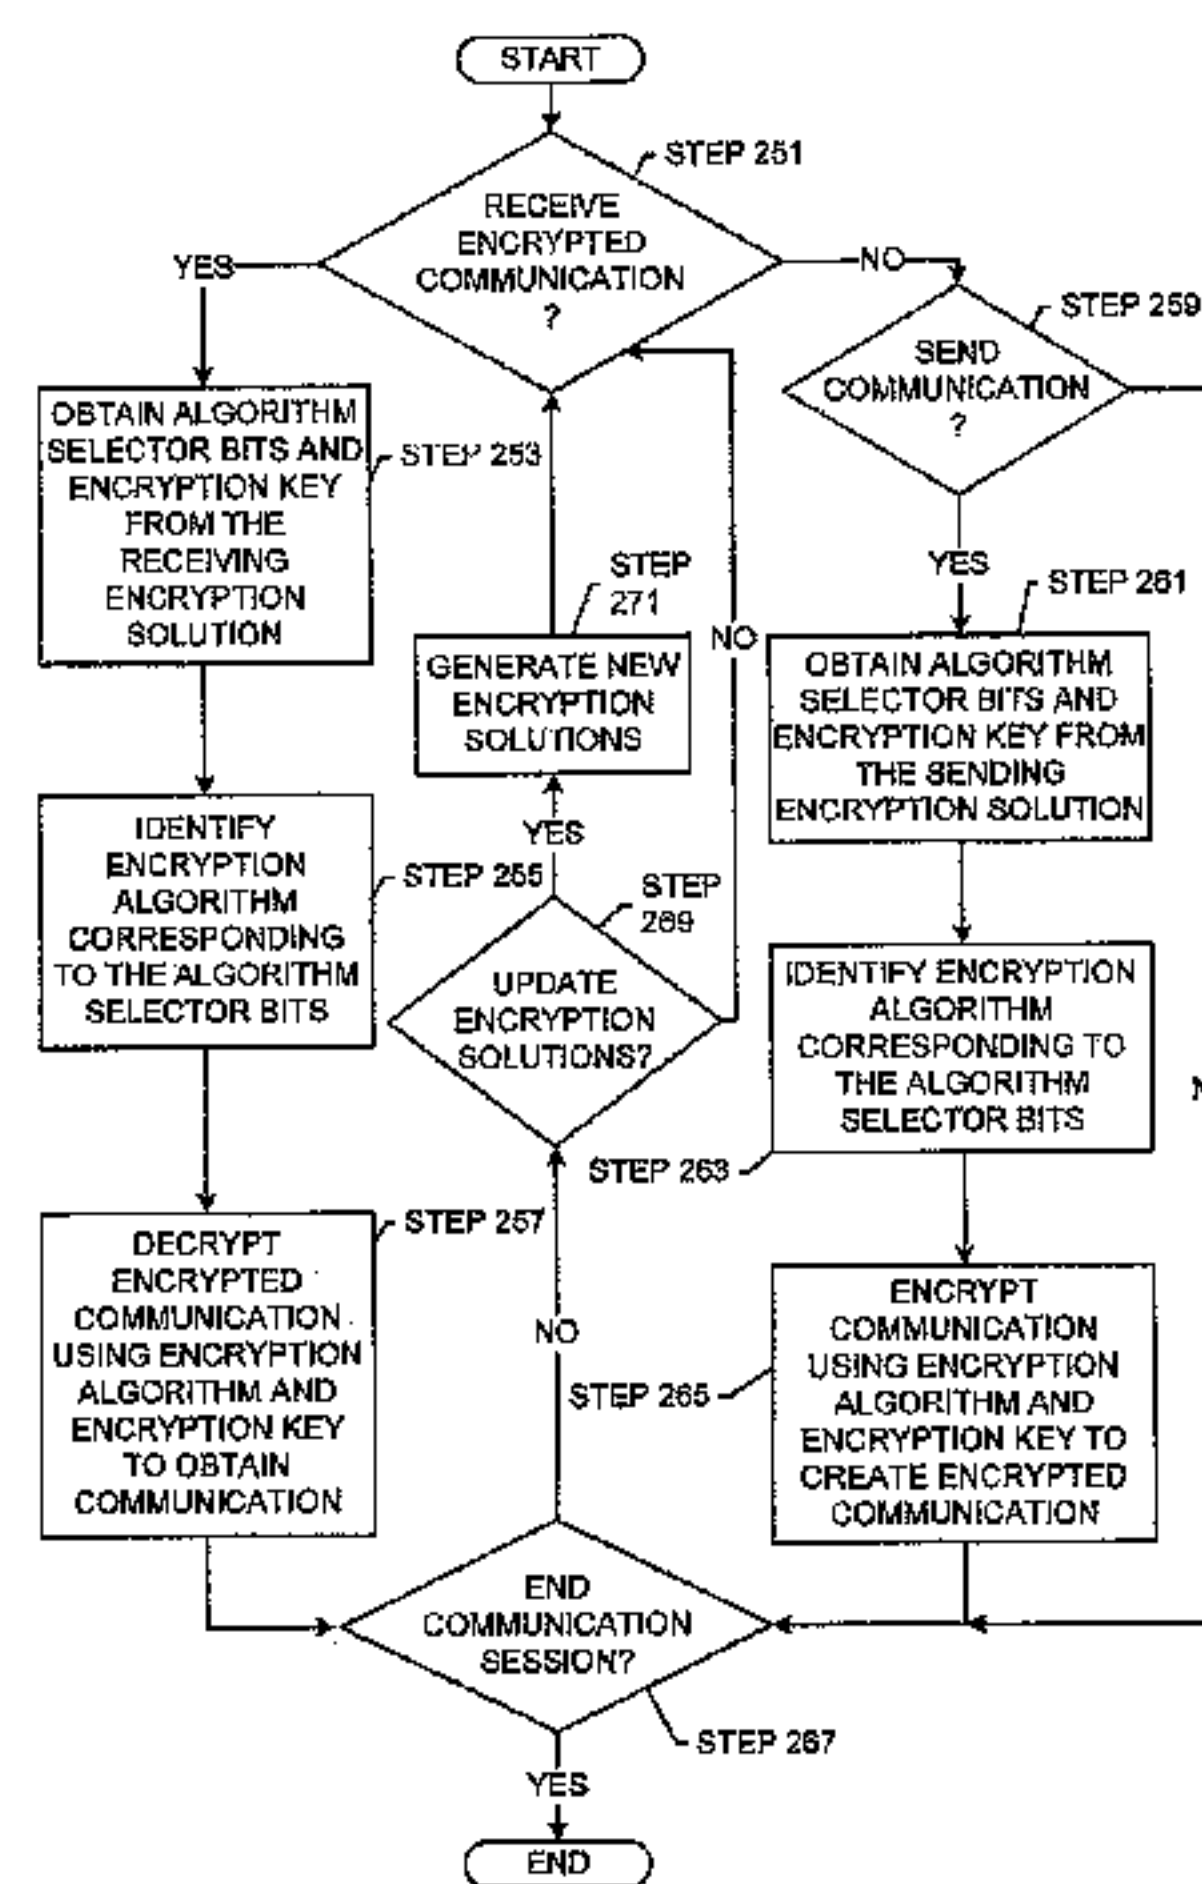 START
STEP 251
RECEIVE
ENCRYPTED
COMMUNICATION
?
YES
NO
STEP 259
SEND
COMMUNICATION
?
OBTAIN ALGORITHM
SELECTOR BITS AND
ENCRYPTION KEY
FROM THE
RECEIVING
ENCRYPTION
SOLUTION
STEP 253
YES
STEP 261
STEP
271
NO
GENERATE NEW
ENCRYPTION
SOLUTIONS
OBTAIN ALGORITHM
SELECTOR BITS AND
ENCRYPTION KEY FROM
THE SENDING
ENCRYPTION SOLUTION
IDENTIFY
ENCRYPTION
ALGORITHM
CORRESPONDING
TO THE ALGORITHM
SELECTOR BITS
STEP 255
YES
STEP
269
UPDATE
ENCRYPTION
SOLUTIONS?
IDENTIFY ENCRYPTION
ALGORITHM
CORRESPONDING TO
THE ALGORITHM
SELECTOR BITS
STEP 263
DECRYPT
ENCRYPTED
COMMUNICATION
USING ENCRYPTION
ALGORITHM AND
ENCRYPTION KEY
TO OBTAIN
COMMUNICATION
STEP 257
NO
ENCRYPT
COMMUNICATION
USING ENCRYPTION
ALGORITHM AND
ENCRYPTION KEY TO
CREATE ENCRYPTED
COMMUNICATION
STEP 265
END
COMMUNICATION
SESSION?
STEP 267
YES
END